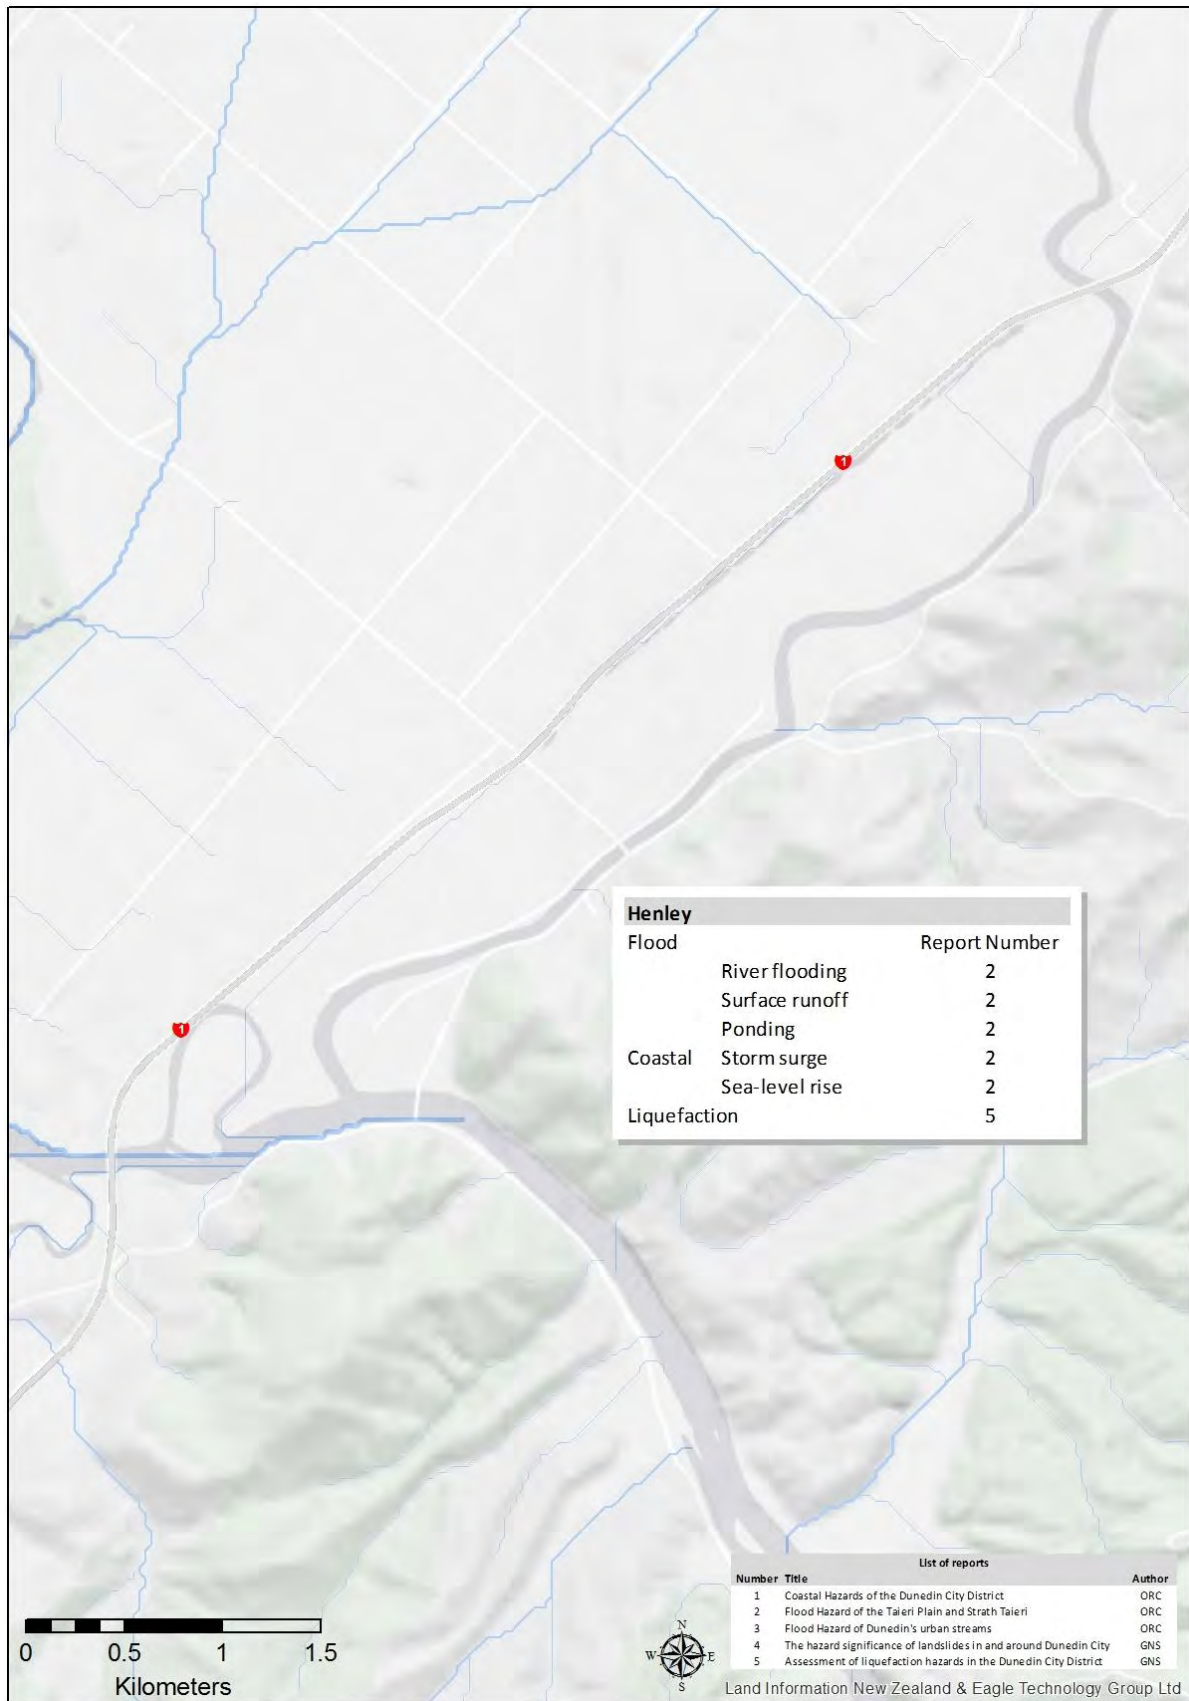 1
1
Henley
Flood Report Number
River flooding 2
Surface runoff 2
Ponding 2
Coastal Storm surge 2
Sea-level rise 2
Liquefaction 5
List of reports
Number Title Author
1 Coastal Hazards of the Dunedin City District ORC
2 Flood Hazard of the Taieri Plain and Strath Taieri ORC
3 Flood Hazard of Dunedin's urban streams ORC
4 The hazard significance of landslides in and around Dunedin City GNS
5 Assessment of liquefaction hazards in the Dunedin City District GNS
N
W E
S
0 0.5 1 1.5
Kilometers
Land Information New Zealand & Eagle Technology Group Ltd